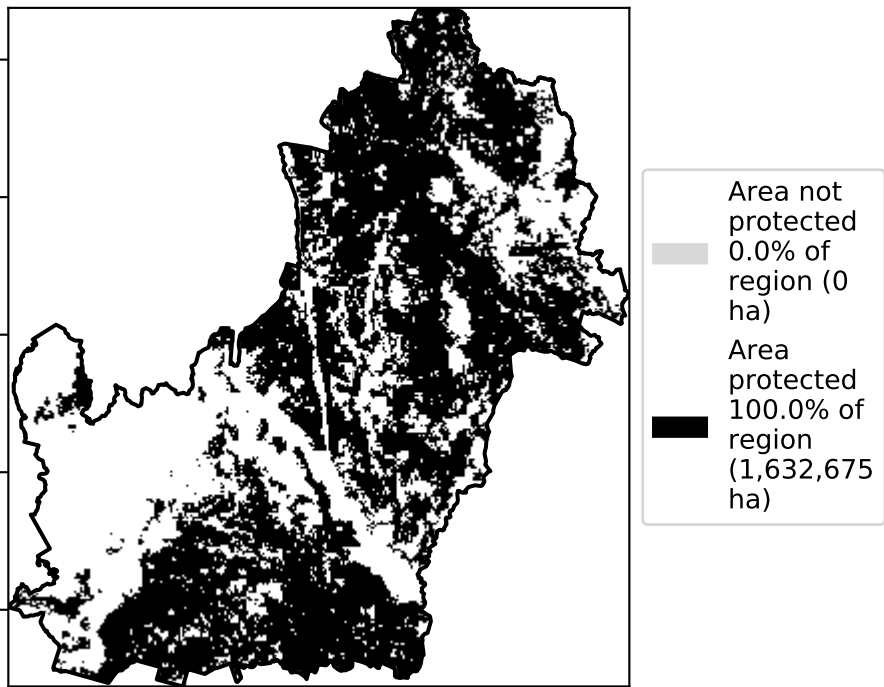 Area not
protected
0.0% of
region (0
ha)
Area
protected
100.0% of
region
(1,632,675
ha)